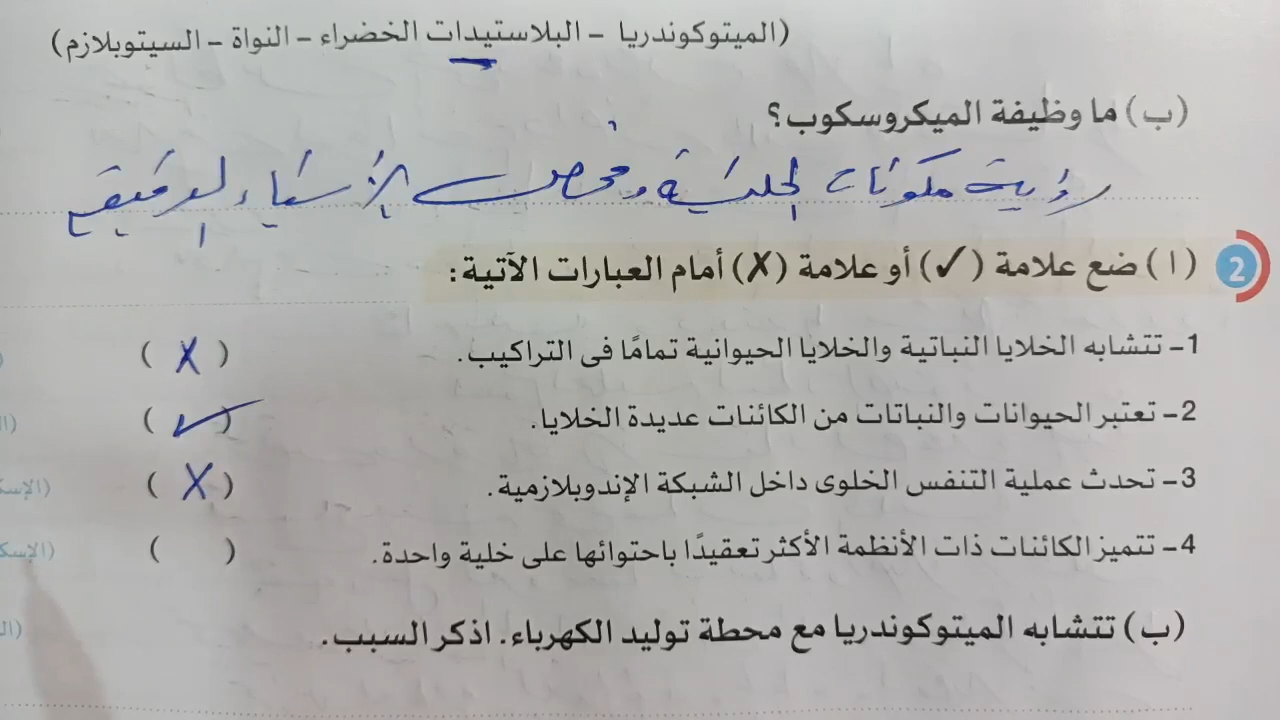 (الميتوكوندريا - البلاستيدات الخضراء - النواة - السيتوبلازم)
(ب) ما وظيفة الميكروسكوب؟
رؤية مكونات الخلية وفحص الأشياء الدقيقة
2 (ا) ضع علامة (✓) أو علامة (✗) أمام العبارات الآتية:
1- تتشابه الخلايا النباتية والخلايا الحيوانية تمامًا فى التراكيب. (X)
2- تعتبر الحيوانات والنباتات من الكائنات عديدة الخلايا. (✓)
3- تحدث عملية التنفس الخلوى داخل الشبكة الإندوبلازمية. (X)
4- تتميز الكائنات ذات الأنظمة الأكثر تعقيدًا باحتوائها على خلية واحدة. ( )
(ب) تتشابه الميتوكوندريا مع محطة توليد الكهرباء. اذكر السبب.